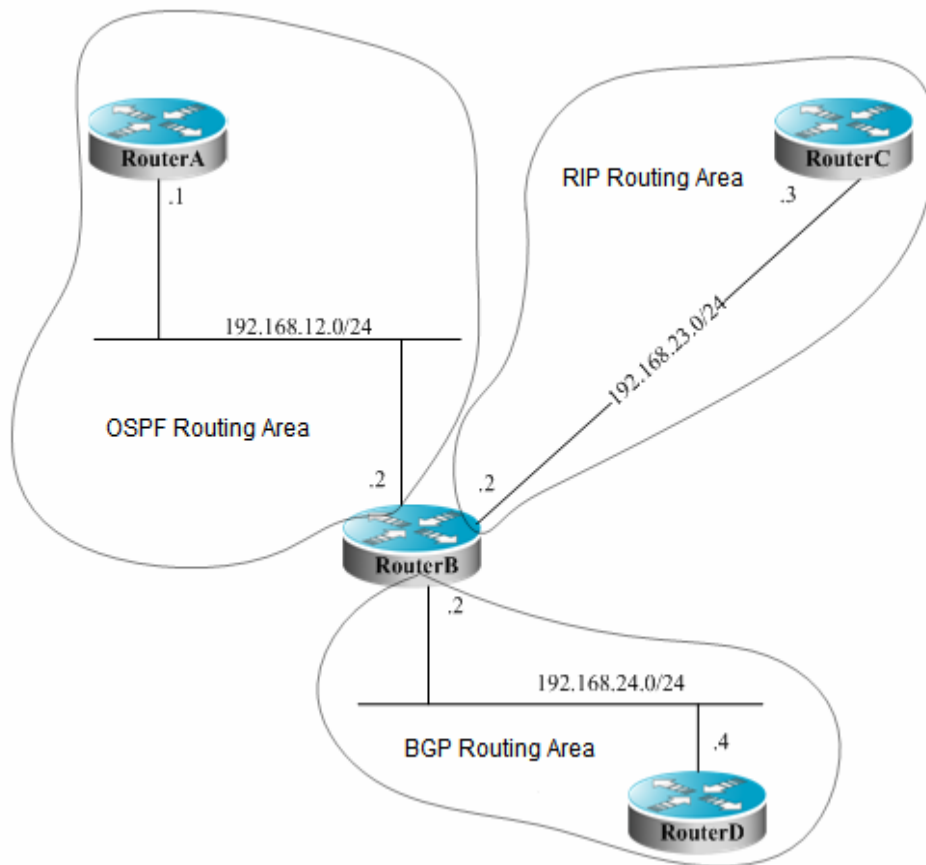 RouterA
RouterC
RIP Routing Area
.1
.3
192.168.12.0/24
192.168.23.0/24
OSPF Routing Area
.2
.2
RouterB
.2
192.168.24.0/24
BGP Routing Area
.4
RouterD